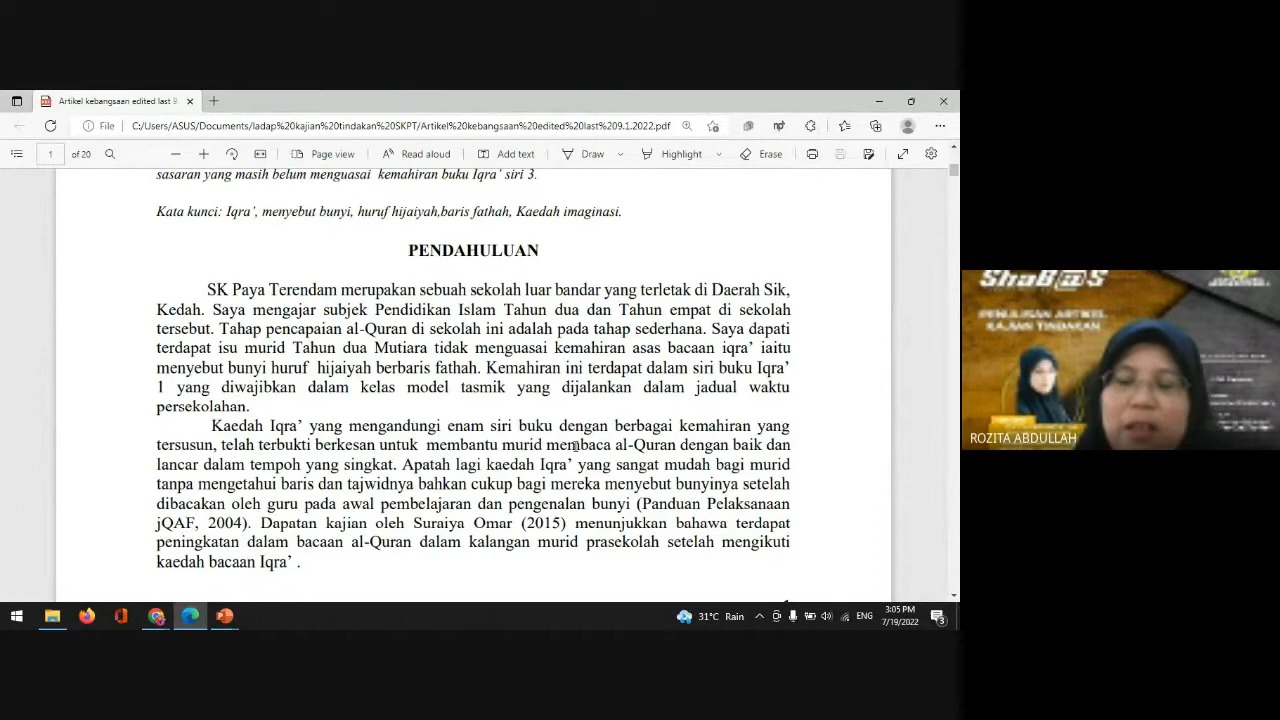 Artikel kebangsaan edited last 9
File C:/Users/ASUS/Documents/ladap%20kajian%20tindakan%20SKPT/Artikel%20kebangsaan%20edited%20last%209.1.2022.pdf
1 of 20 Page view Read aloud Add text Draw Highlight Erase
sasaran yang masih belum menguasai kemahiran buku Iqra’ siri 3.
Kata kunci: Iqra’, menyebut bunyi, huruf hijaiyah,baris fathah, Kaedah imaginasi.
PENDAHULUAN
SK Paya Terendam merupakan sebuah sekolah luar bandar yang terletak di Daerah Sik,
Kedah. Saya mengajar subjek Pendidikan Islam Tahun dua dan Tahun empat di sekolah
tersebut. Tahap pencapaian al-Quran di sekolah ini adalah pada tahap sederhana. Saya dapati
terdapat isu murid Tahun dua Mutiara tidak menguasai kemahiran asas bacaan iqra’ iaitu
menyebut bunyi huruf hijaiyah berbaris fathah. Kemahiran ini terdapat dalam siri buku Iqra’
1 yang diwajibkan dalam kelas model tasmik yang dijalankan dalam jadual waktu
persekolahan.
Kaedah Iqra’ yang mengandungi enam siri buku dengan berbagai kemahiran yang
tersusun, telah terbukti berkesan untuk membantu murid membaca al-Quran dengan baik dan
lancar dalam tempoh yang singkat. Apatah lagi kaedah Iqra’ yang sangat mudah bagi murid
tanpa mengetahui baris dan tajwidnya bahkan cukup bagi mereka menyebut bunyinya setelah
dibacakan oleh guru pada awal pembelajaran dan pengenalan bunyi (Panduan Pelaksanaan
jQAF, 2004). Dapatan kajian oleh Suraiya Omar (2015) menunjukkan bahawa terdapat
peningkatan dalam bacaan al-Quran dalam kalangan murid prasekolah setelah mengikuti
kaedah bacaan Iqra’ .
31°C Rain ENG
3:05 PM
7/19/2022
3
PENULISAN ARTIKEL
KAJIAN TINDAKAN
ROZITA ABDULLAH